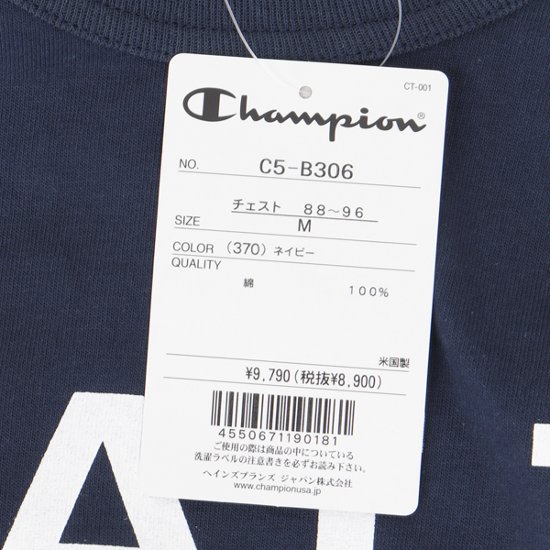 CT-001
Champion®
NO. C5-B306
チェスト 88～96
SIZE M
COLOR (370) ネイビー
QUALITY
綿 100%
米国製
¥9,790(税抜¥8,900)
4550671190181
ご使用の際は商品の中についている
洗濯ラベルの注意書きを必ずお読み下さい。
ヘインズブランズ ジャパン株式会社
www.championusa.jp
AT